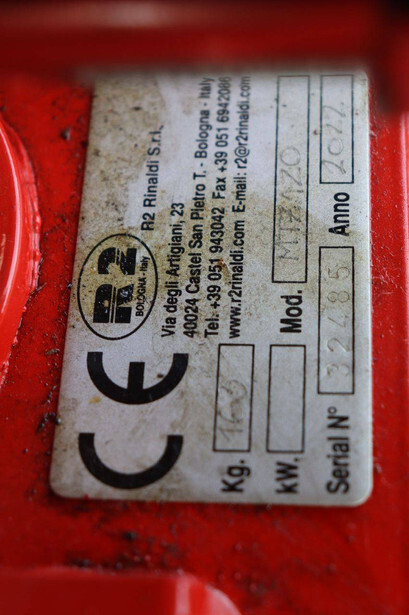 R2
BOLOGNA - Italy
R2 Rinaldi S.r.l.
Via degli Artigiani, 23
40024 Castel San Pietro T. - Bologna - Italy
Tel. +39 051 943042 Fax +39 051 6942086
www.r2rinaldi.com E-mail: r2@r2rinaldi.com
CE
Kg. 160
kW. Mod. MTZ120
Serial N° 32485 Anno 2022